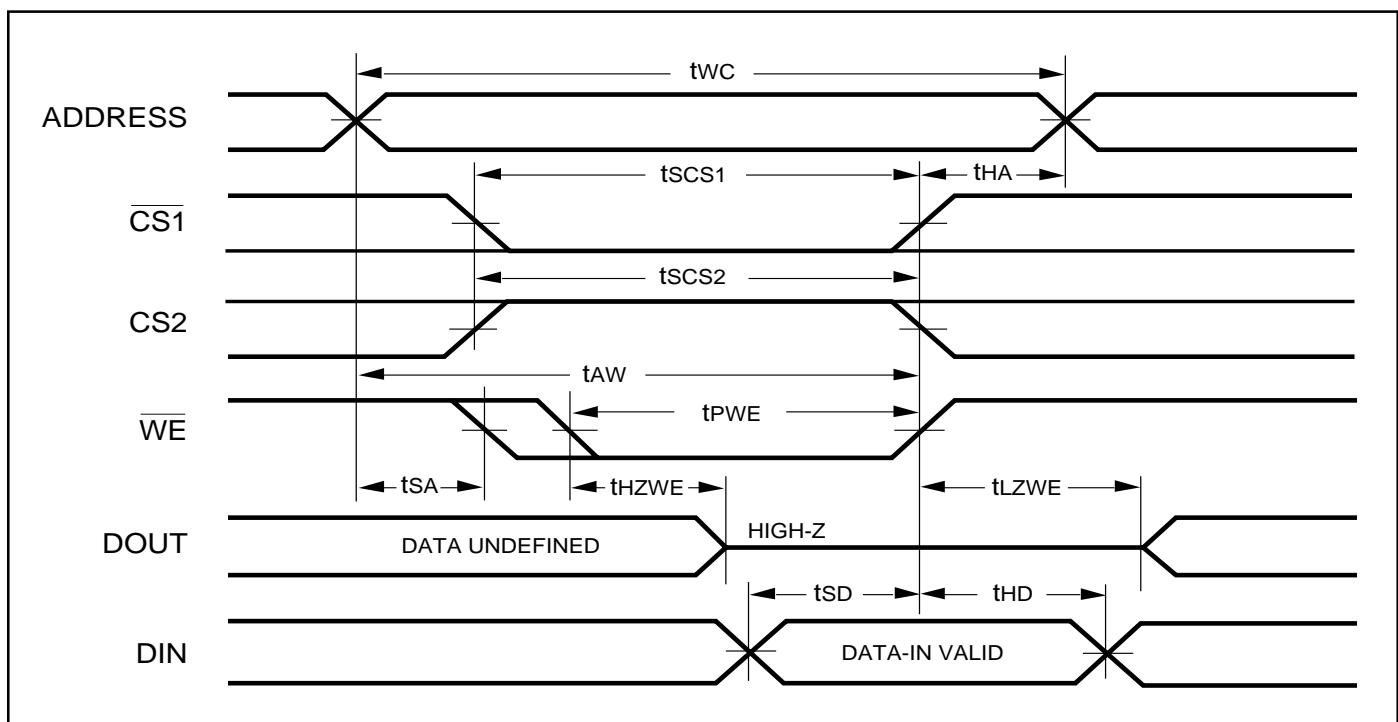 tWC
ADDRESS
tSCS1
tHA
CS1
tSCS2
CS2
tAW
WE
tPWE
tSA
tHZWE
tLZWE
DOUT
DATA UNDEFINED
HIGH-Z
tSD
tHD
DIN
DATA-IN VALID